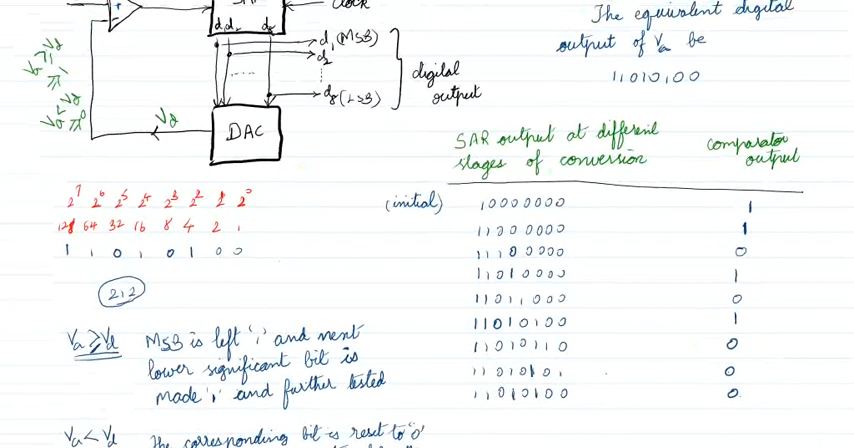 The equivalent digital
output of Va be
11010100
d1 d2 d8
d1 (MSB)
d2
d8 (LSB)
digital
output
Va ≥ Vd
Vd
DAC
SAR output at different
stages of conversion
comparator
output
2^7 2^6 2^5 2^4 2^3 2^2 2^1 2^0
128 64 32 16 8 4 2 1
1 1 0 1 0 1 0 0
212
(initial) 10000000 1
11000000 1
11100000 0
11010000 1
11011000 0
11010100 1
11010110 0
11010101 0
11010100 0
Va ≥ Vd MSB is left '1' and next
lower significant bit is
made '1' and further tested
Va < Vd The corresponding bit is reset to '0'